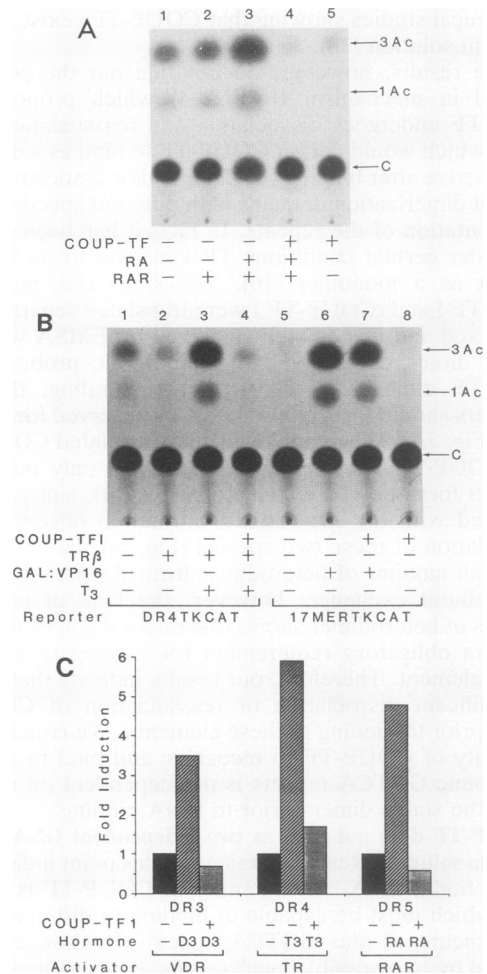 A
1 2 3 4 5
3Ac
1Ac
C
COUP-TF − − − + +
RA − − + + −
RAR − + + + −
B
1 2 3 4 5 6 7 8
3Ac
1Ac
C
COUP-TFI − − − + − − + +
TRβ − + + + − − − −
GAL:VP16 − − − − − + + −
T3 − − + + − − − −
Reporter DR4TKCAT 17MERTKCAT
C
Fold Induction
6
5
4
3
2
1
0
DR3 DR4 DR5
COUP-TF1 − − + − − + − − +
Hormone − D3 D3 − T3 T3 − RA RA
Activator VDR TR RAR